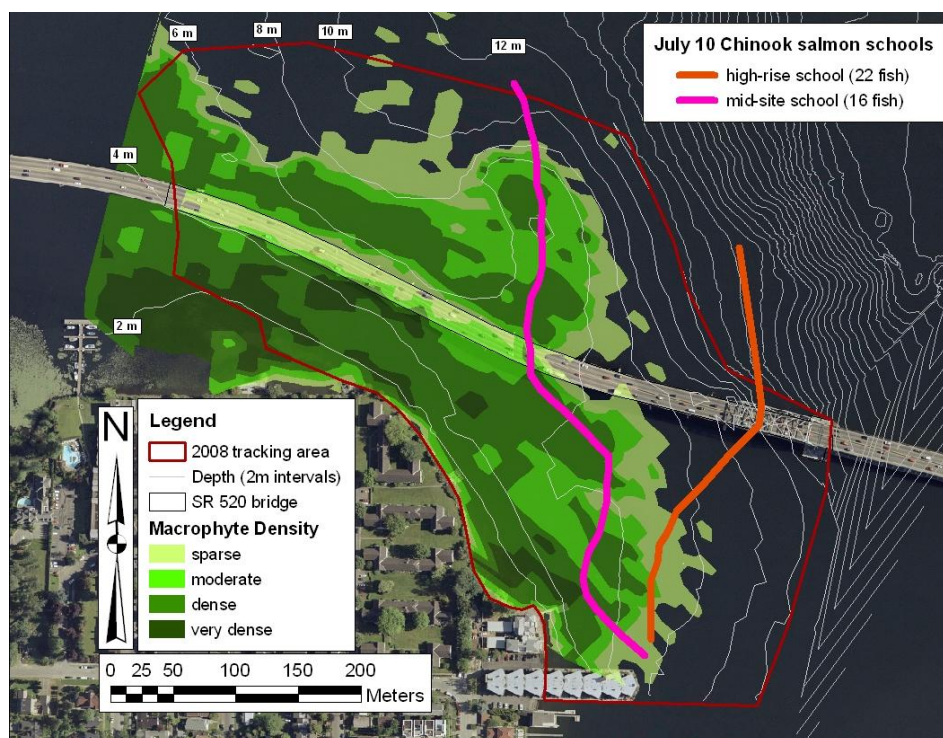 6 m
8 m
10 m
12 m
July 10 Chinook salmon schools
high-rise school (22 fish)
mid-site school (16 fish)
4 m
2 m
N
Legend
2008 tracking area
Depth (2m intervals)
SR 520 bridge
Macrophyte Density
sparse
moderate
dense
very dense
0 25 50 100 150 200
Meters